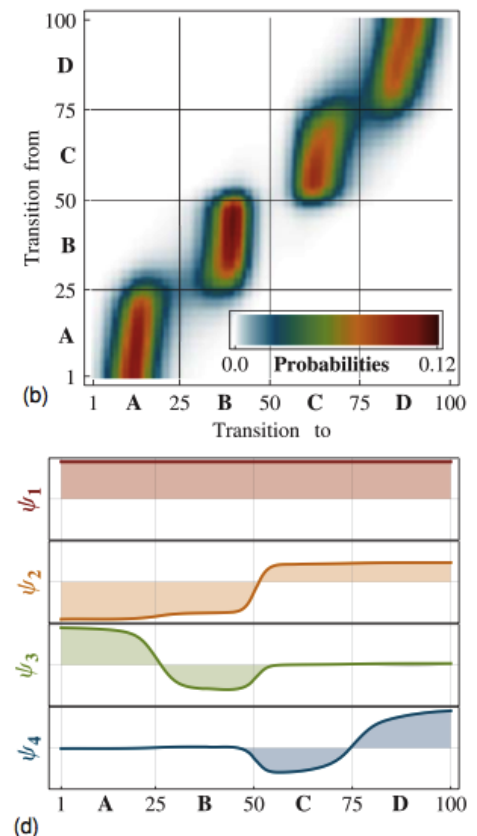 100
D
75
C
50
B
25
A
1
Transition from
0.0 Probabilities 0.12
(b)
1 A 25 B 50 C 75 D 100
Transition to
ψ1
ψ2
ψ3
ψ4
1 A 25 B 50 C 75 D 100
(d)